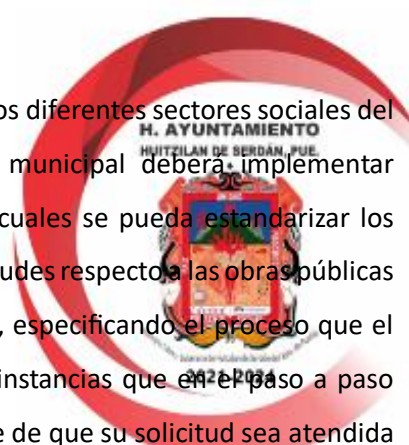 os diferentes sectores sociales del
H. AYUNTAMIENTO
HUITZILAN DE SERDÁN, PUE.
municipal deberá implementar
cuales se pueda estandarizar los
udes respecto a las obras públicas
, especificando el proceso que el
instancias que en el paso a paso
2021-2024
e de que su solicitud sea atendida